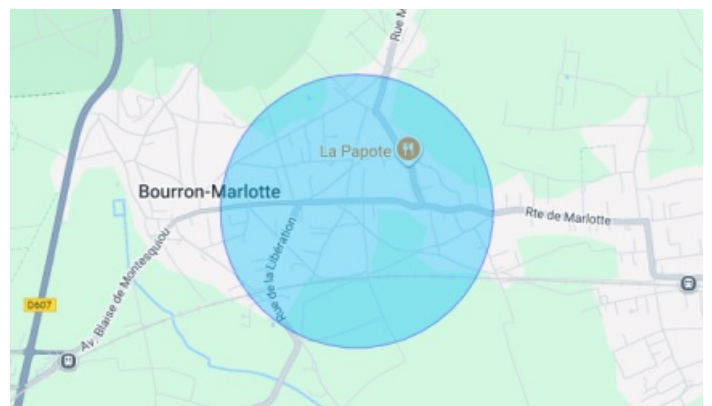 Rue M
La Papote
Bourron-Marlotte
Rte de Marlotte
Rue de la Libération
Av. Blaise de Montesquiou
D607